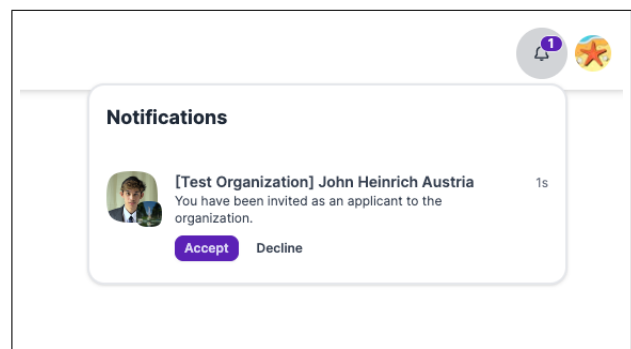 1
Notifications
[Test Organization] John Heinrich Austria
1s
You have been invited as an applicant to the
organization.
Accept
Decline